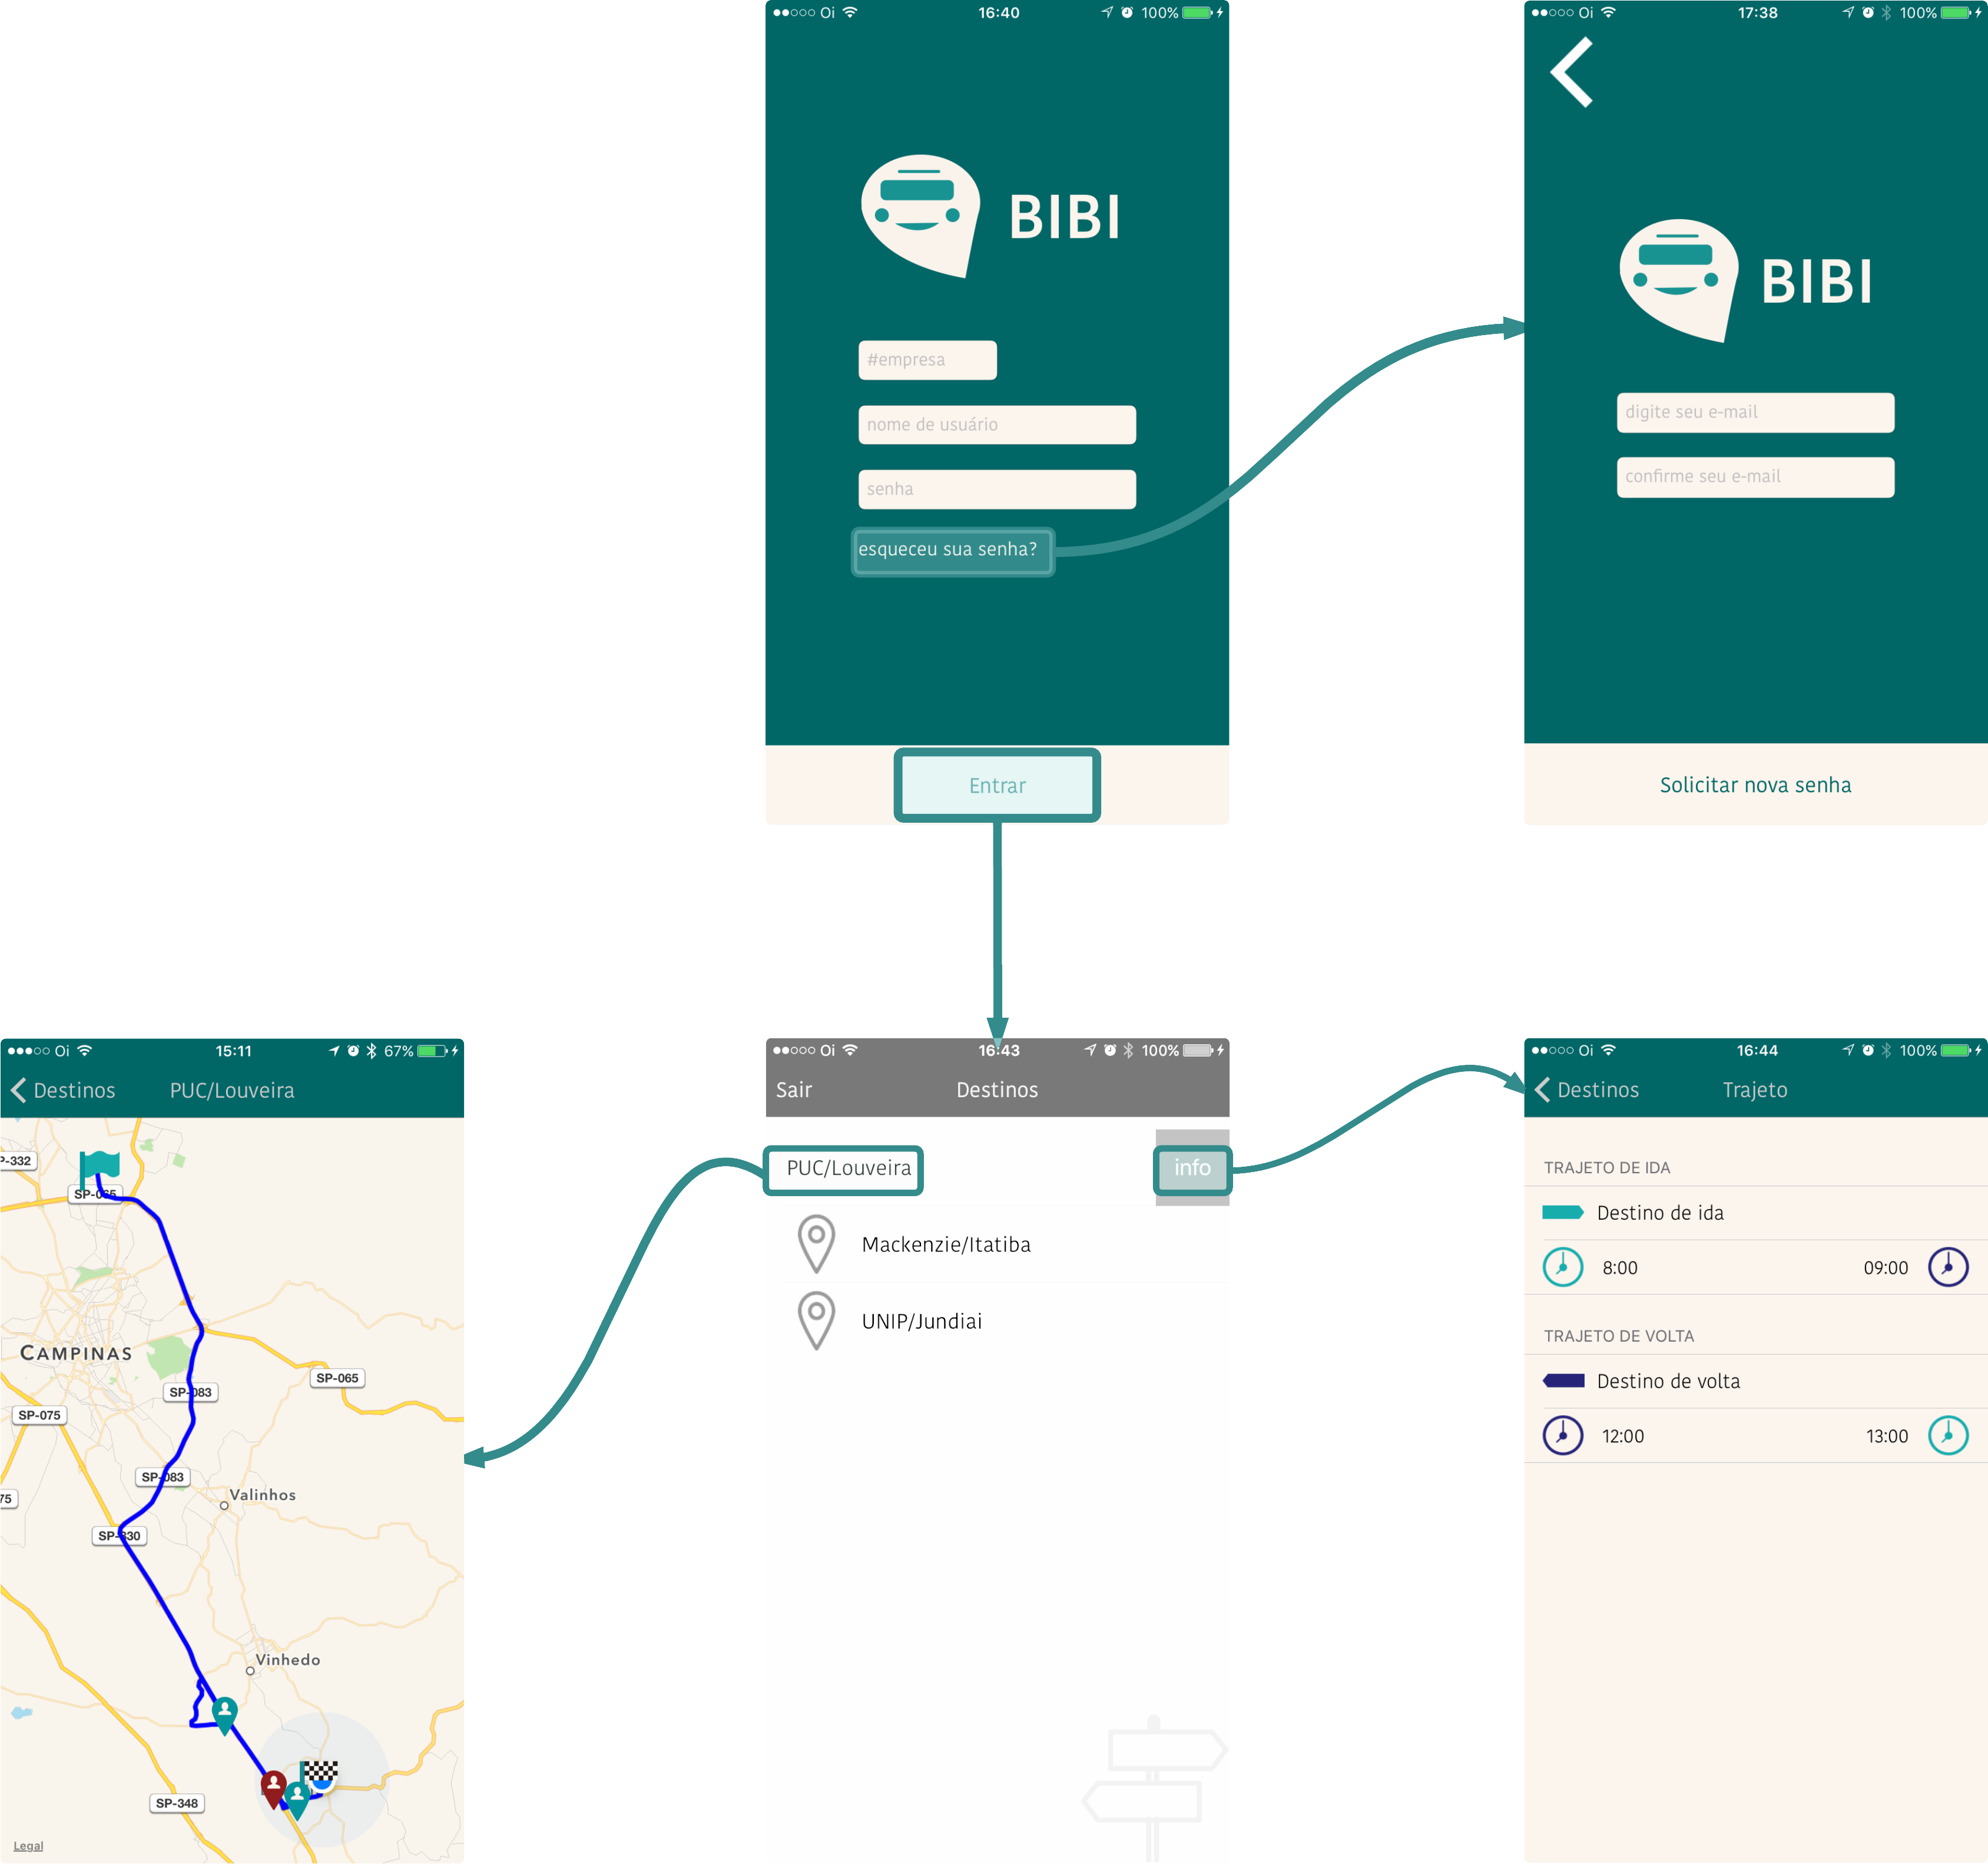 Oi 16:40 100%
BIBI
#empresa
nome de usuário
senha
esqueceu sua senha?
Entrar
Oi 17:38 100%
BIBI
digite seu e-mail
confirme seu e-mail
Solicitar nova senha
Oi 15:11 67%
Destinos PUC/Louveira
P-332
SP-065
CAMPINAS
SP-065
SP-083
SP-075
SP-083
75
Valinhos
SP-330
Vinhedo
SP-348
Legal
Oi 16:43 100%
Sair Destinos
PUC/Louveira info
Mackenzie/Itatiba
UNIP/Jundiai
Oi 16:44 100%
Destinos Trajeto
TRAJETO DE IDA
Destino de ida
8:00 09:00
TRAJETO DE VOLTA
Destino de volta
12:00 13:00